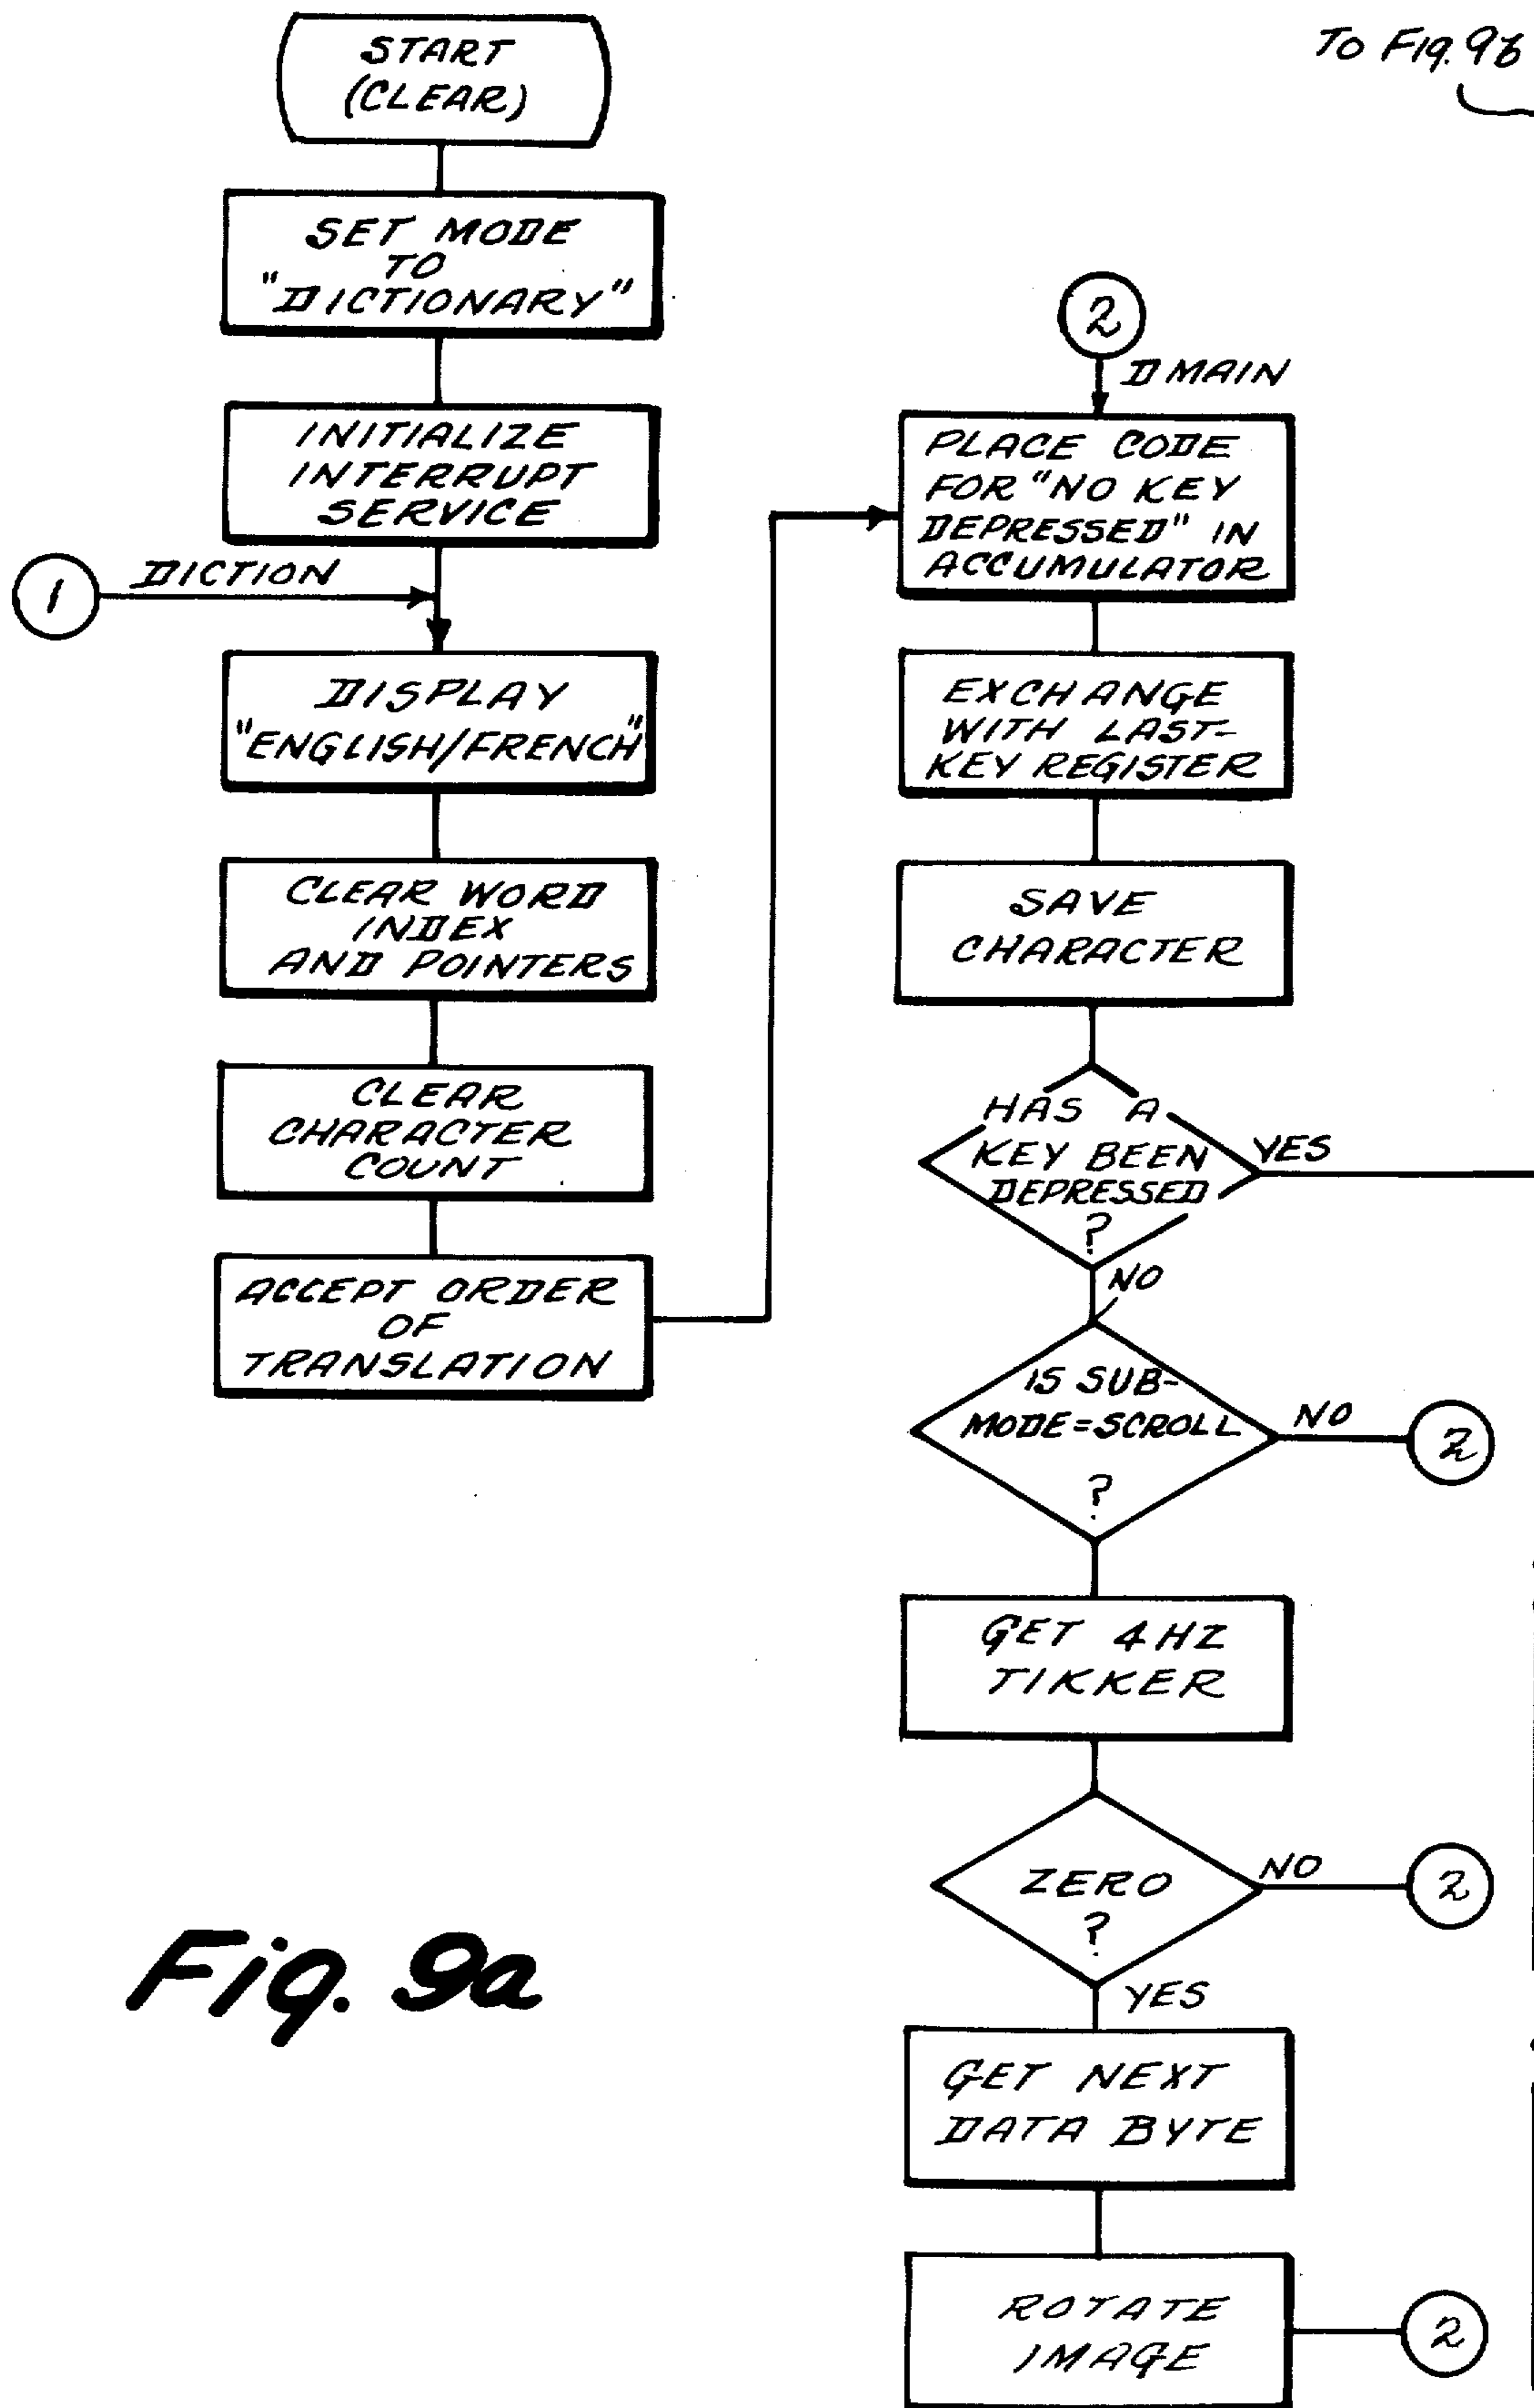 START
(CLEAR)
SET MODE
TO
"DICTIONARY"
INITIALIZE
INTERRUPT
SERVICE
1
DICTION
DISPLAY
"ENGLISH/FRENCH"
CLEAR WORD
INDEX
AND POINTERS
CLEAR
CHARACTER
COUNT
ACCEPT ORDER
OF
TRANSLATION
To Fig. 9b
2
DMAIN
PLACE CODE
FOR "NO KEY
DEPRESSED" IN
ACCUMULATOR
EXCHANGE
WITH LAST-
KEY REGISTER
SAVE
CHARACTER
HAS A
KEY BEEN
DEPRESSED
?
YES
NO
IS SUB-
MODE=SCROLL
?
NO
2
GET 4HZ
TIKKER
ZERO
?
NO
2
YES
GET NEXT
DATA BYTE
ROTATE
IMAGE
2
Fig. 9a